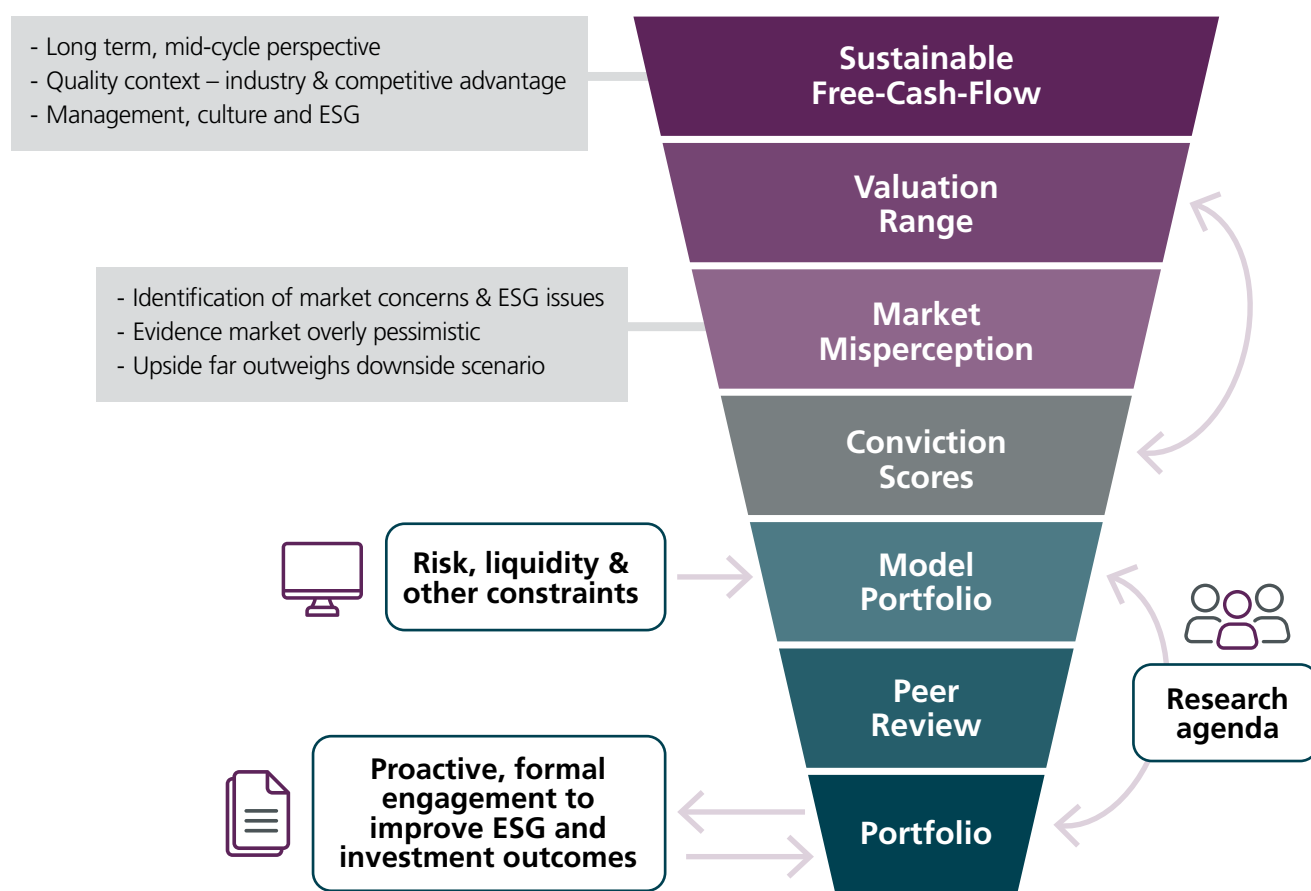 - Long term, mid-cycle perspective
- Quality context – industry & competitive advantage
- Management, culture and ESG
Sustainable
Free-Cash-Flow
Valuation
Range
- Identification of market concerns & ESG issues
- Evidence market overly pessimistic
- Upside far outweighs downside scenario
Market
Misperception
Conviction
Scores
Risk, liquidity &
other constraints
Model
Portfolio
Peer
Review
Research
agenda
Proactive, formal
engagement to
improve ESG and
investment outcomes
Portfolio